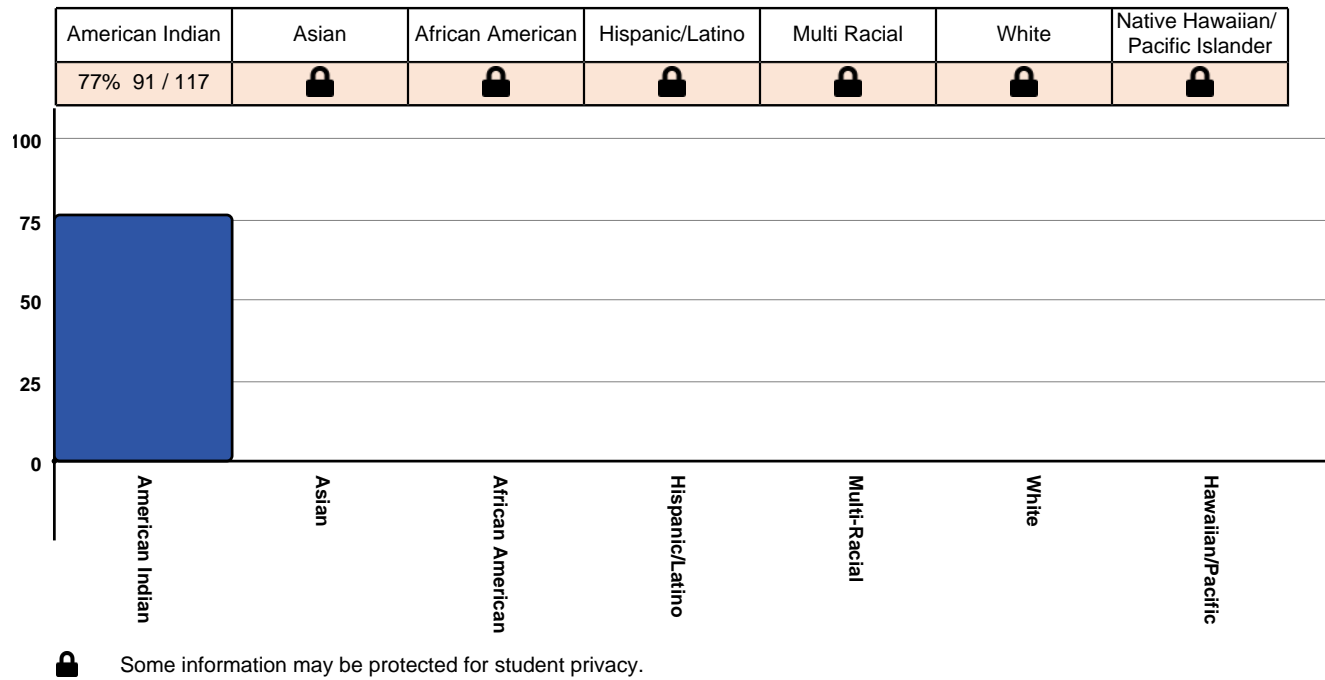 American Indian Asian African American Hispanic/Latino Multi Racial White Native Hawaiian/
Pacific Islander
77% 91 / 117
100
75
50
25
0
American Indian
Asian
African American
Hispanic/Latino
Multi-Racial
White
Hawaiian/Pacific
Some information may be protected for student privacy.